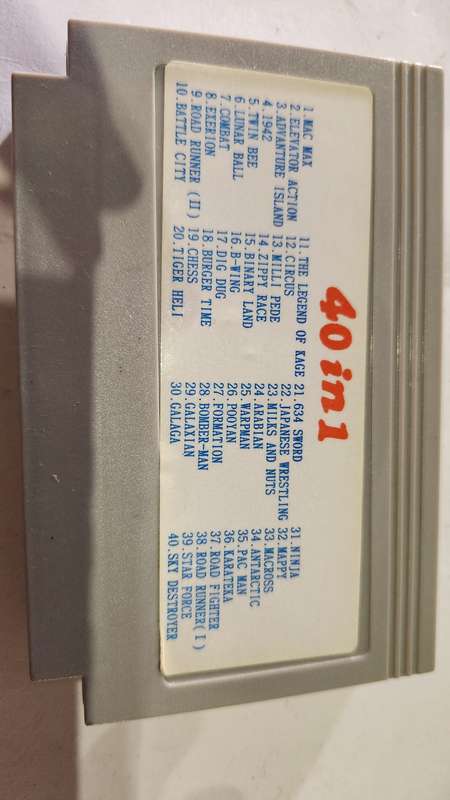 40 in 1
1.MAC MAX
2.ELEVATOR ACTION
3.ADVANTURE ISLAND
4.1942
5.TWIN BEE
6.LUNAR BALL
7.COMBAT
8.EXERION
9.ROAD RUNNER (II)
10.BATTLE CITY
11.THE LEGEND OF KAGE
12.CIRCUS
13.MILLI PEDE
14.ZIPPY RACE
15.BINARY LAND
16.B-WING
17.DIG DUG
18.BURGER TIME
19.CHESS
20.TIGER HELI
21.634 SWORD
22.JAPANESE WRESTLING
23.MILKS AND NUTS
24.ARABIAN
25.WARPMAN
26.POOYAN
27.FORMATION
28.BOMBER-MAN
29.GALAXIAN
30.GALAGA
31.NINJA
32.MAPPY
33.MACROSS
34.ANTARCTIC
35.PAC MAN
36.KARATEKA
37.ROAD FIGHTER
38.ROAD RUNNER(I)
39.STAR FORCE
40.SKY DESTROYER